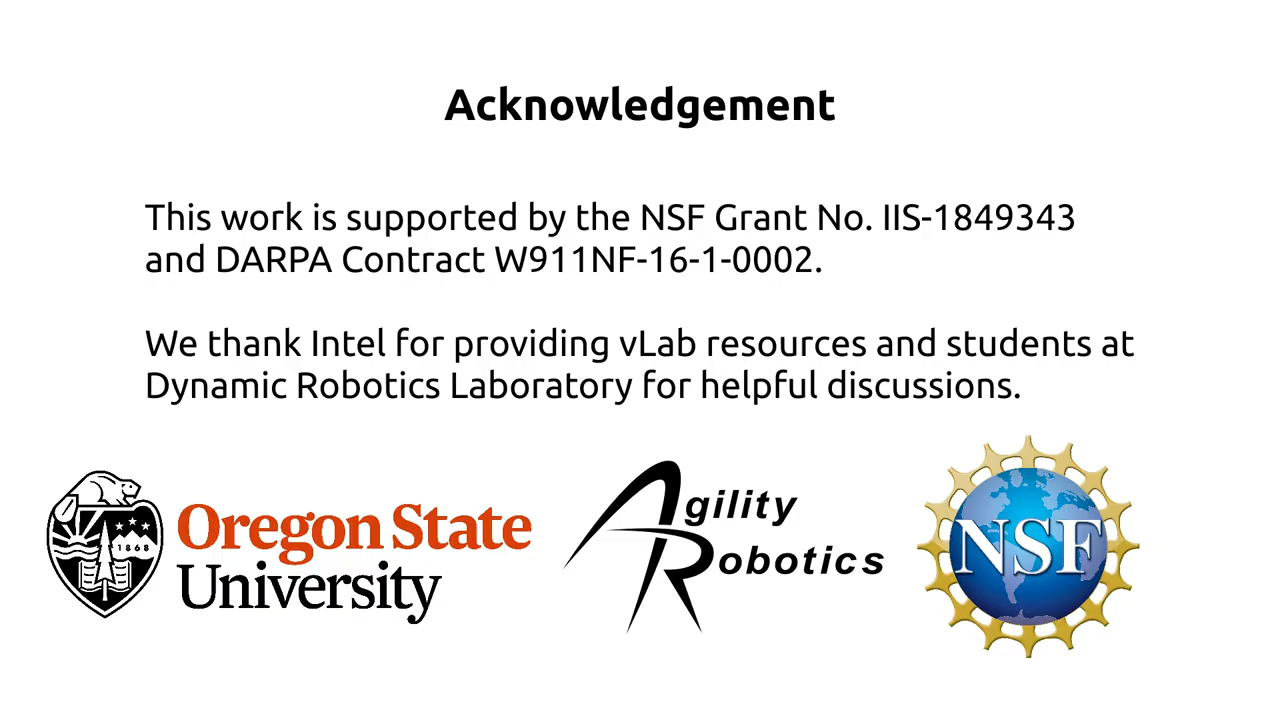 Acknowledgement
This work is supported by the NSF Grant No. IIS-1849343
and DARPA Contract W911NF-16-1-0002.
We thank Intel for providing vLab resources and students at
Dynamic Robotics Laboratory for helpful discussions.
1868
Oregon State
University
Agility
Robotics
NSF